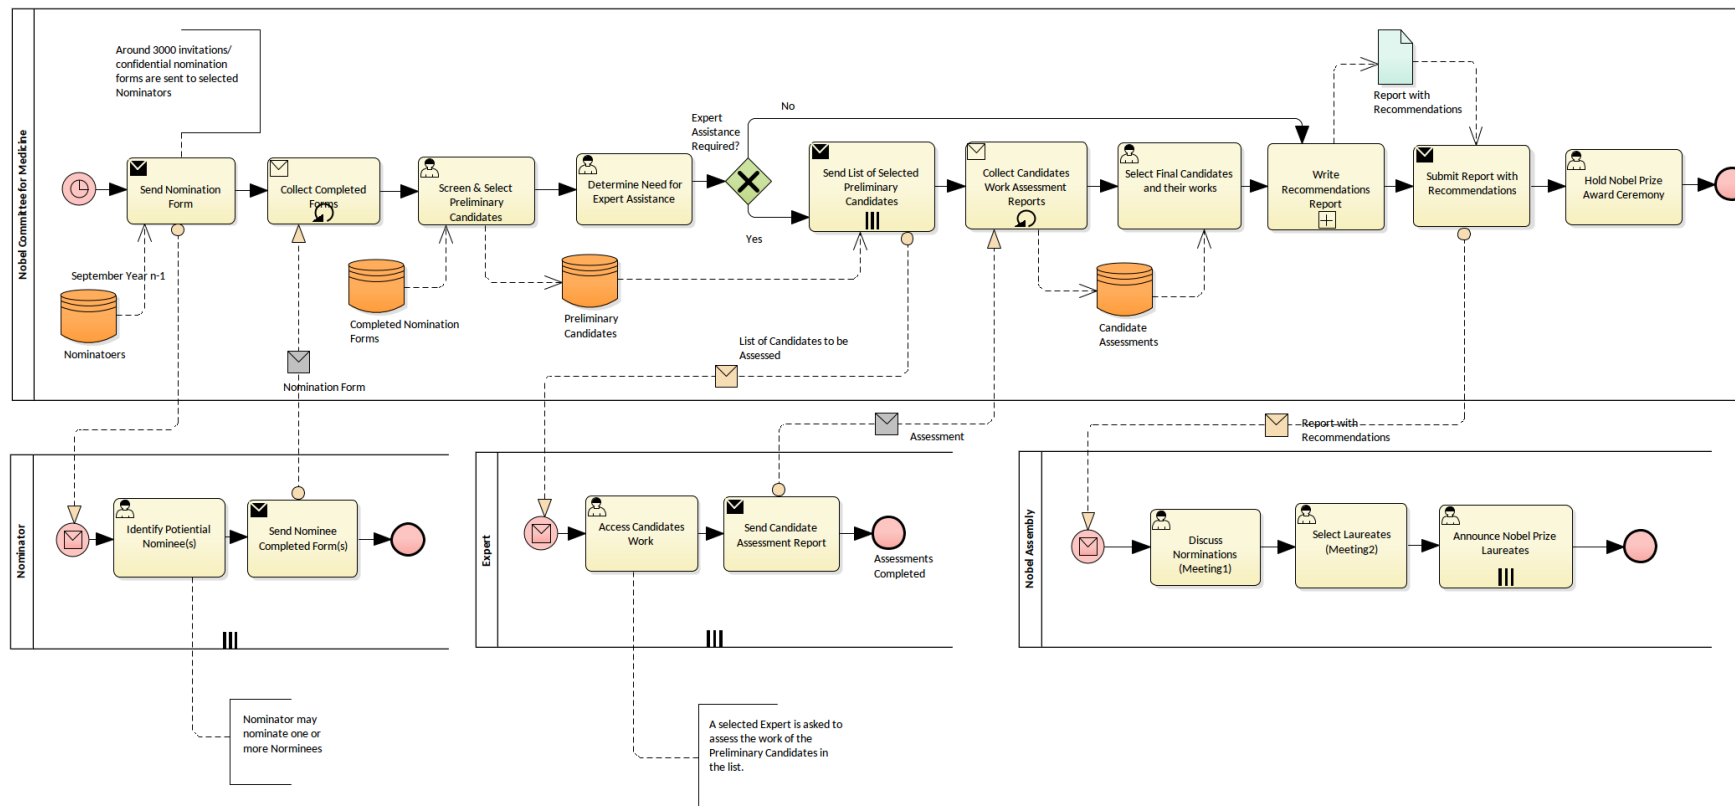 Nobel Committee for Medicine
Around 3000 invitations/
confidential nomination
forms are sent to selected
Nominators
Send Nomination
Form
Collect Completed
Forms
Screen & Select
Preliminary
Candidates
Determine Need for
Expert Assistance
Expert
Assistance
Required?
No
Yes
Send List of Selected
Preliminary
Candidates
Collect Candidates
Work Assessment
Reports
Select Final Candidates
and their works
Write
Recommendations
Report
Report with
Recommendations
Submit Report with
Recommendations
Hold Nobel Prize
Award Ceremony
September Year n-1
Nominatoers
Completed Nomination
Forms
Preliminary
Candidates
Candidate
Assessments
Nomination Form
List of Candidates to be
Assessed
Assessment
Report with
Recommendations
Nominator
Identify Potiential
Nominee(s)
Send Nominee
Completed Form(s)
Nominator may
nominate one or
more Norminees
Expert
Access Candidates
Work
Send Candidate
Assessment Report
Assessments
Completed
A selected Expert is asked to
assess the work of the
Preliminary Candidates in
the list.
Nobel Assembly
Discuss
Norminations
(Meeting1)
Select Laureates
(Meeting2)
Announce Nobel Prize
Laureates